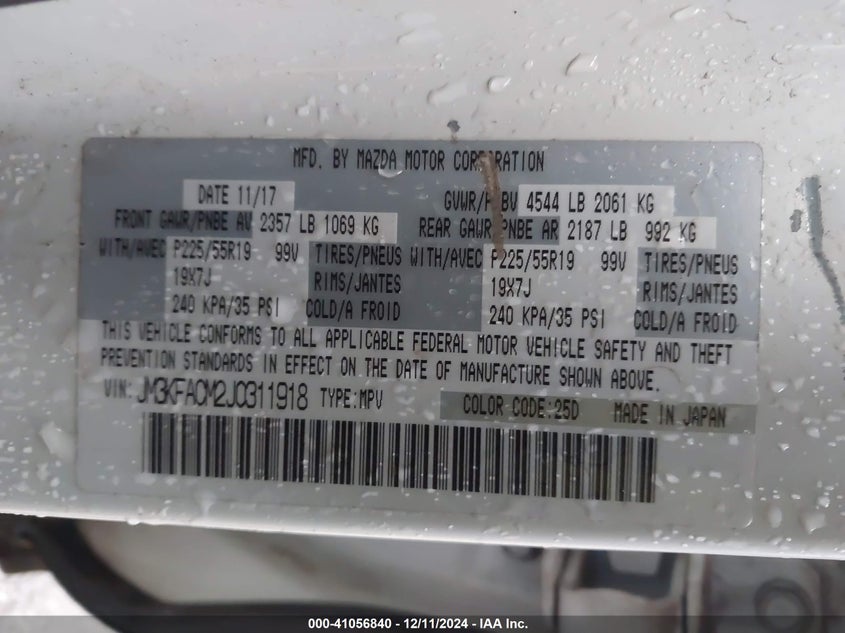 MFD. BY MAZDA MOTOR CORPORATION
DATE 11/17 GVWR/PNBV 4544 LB 2061 KG
FRONT GAWR/PNBE AV 2357 LB 1069 KG REAR GAWR/PNBE AR 2187 LB 992 KG
WITH/AVEC P225/55R19 99V TIRES/PNEUS WITH/AVEC P225/55R19 99V TIRES/PNEUS
19X7J RIMS/JANTES 19X7J RIMS/JANTES
240 KPA/35 PSI COLD/A FROID 240 KPA/35 PSI COLD/A FROID
THIS VEHICLE CONFORMS TO ALL APPLICABLE FEDERAL MOTOR VEHICLE SAFETY AND THEFT
PREVENTION STANDARDS IN EFFECT ON THE DATE OF MANUFACTURE SHOWN ABOVE.
VIN: JM3KFACM2J0311918 TYPE:MPV COLOR CODE:25D MADE IN JAPAN
000-41056840 - 12/11/2024 - IAA Inc.